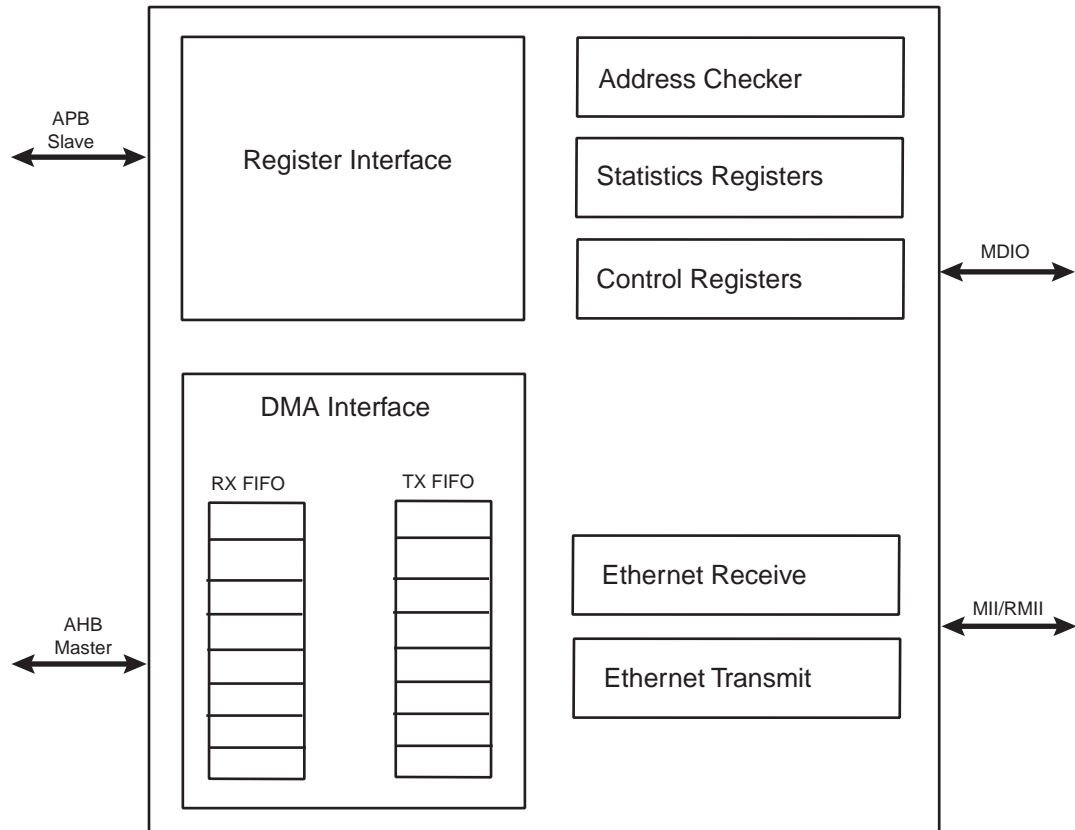 APB
Slave
Register Interface
Address Checker
Statistics Registers
Control Registers
MDIO
DMA Interface
RX FIFO
TX FIFO
AHB
Master
Ethernet Receive
Ethernet Transmit
MII/RMII